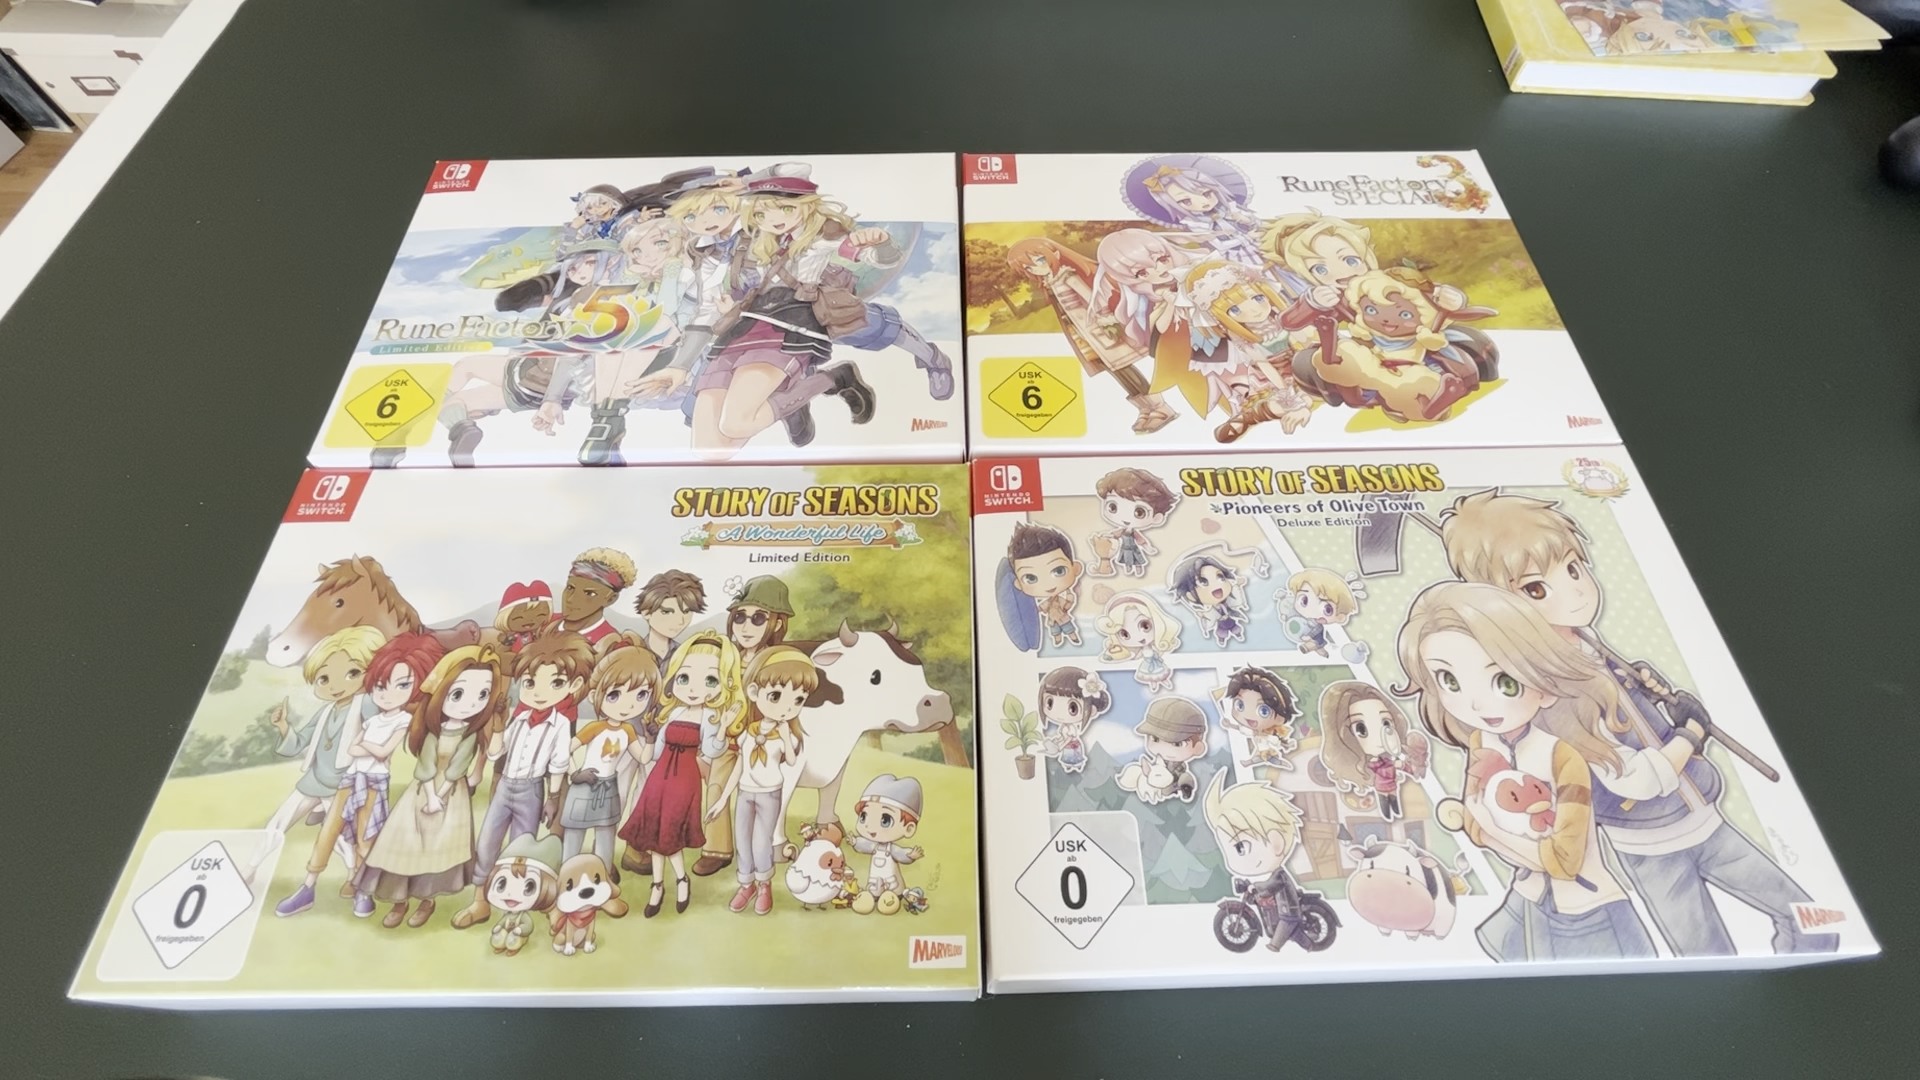 NINTENDO
SWITCH
Rune Factory 5
Limited Edition
USK
ab
6
freigegeben
MARVELOUS
NINTENDO
SWITCH
Rune Factory 3
SPECIAL
USK
ab
6
freigegeben
MARVELOUS
NINTENDO
SWITCH
STORY OF SEASONS
A Wonderful Life
Limited Edition
USK
ab
0
freigegeben
MARVELOUS
NINTENDO
SWITCH
STORY OF SEASONS
Pioneers of Olive Town
Deluxe Edition
25th
USK
ab
0
freigegeben
MARVELOUS